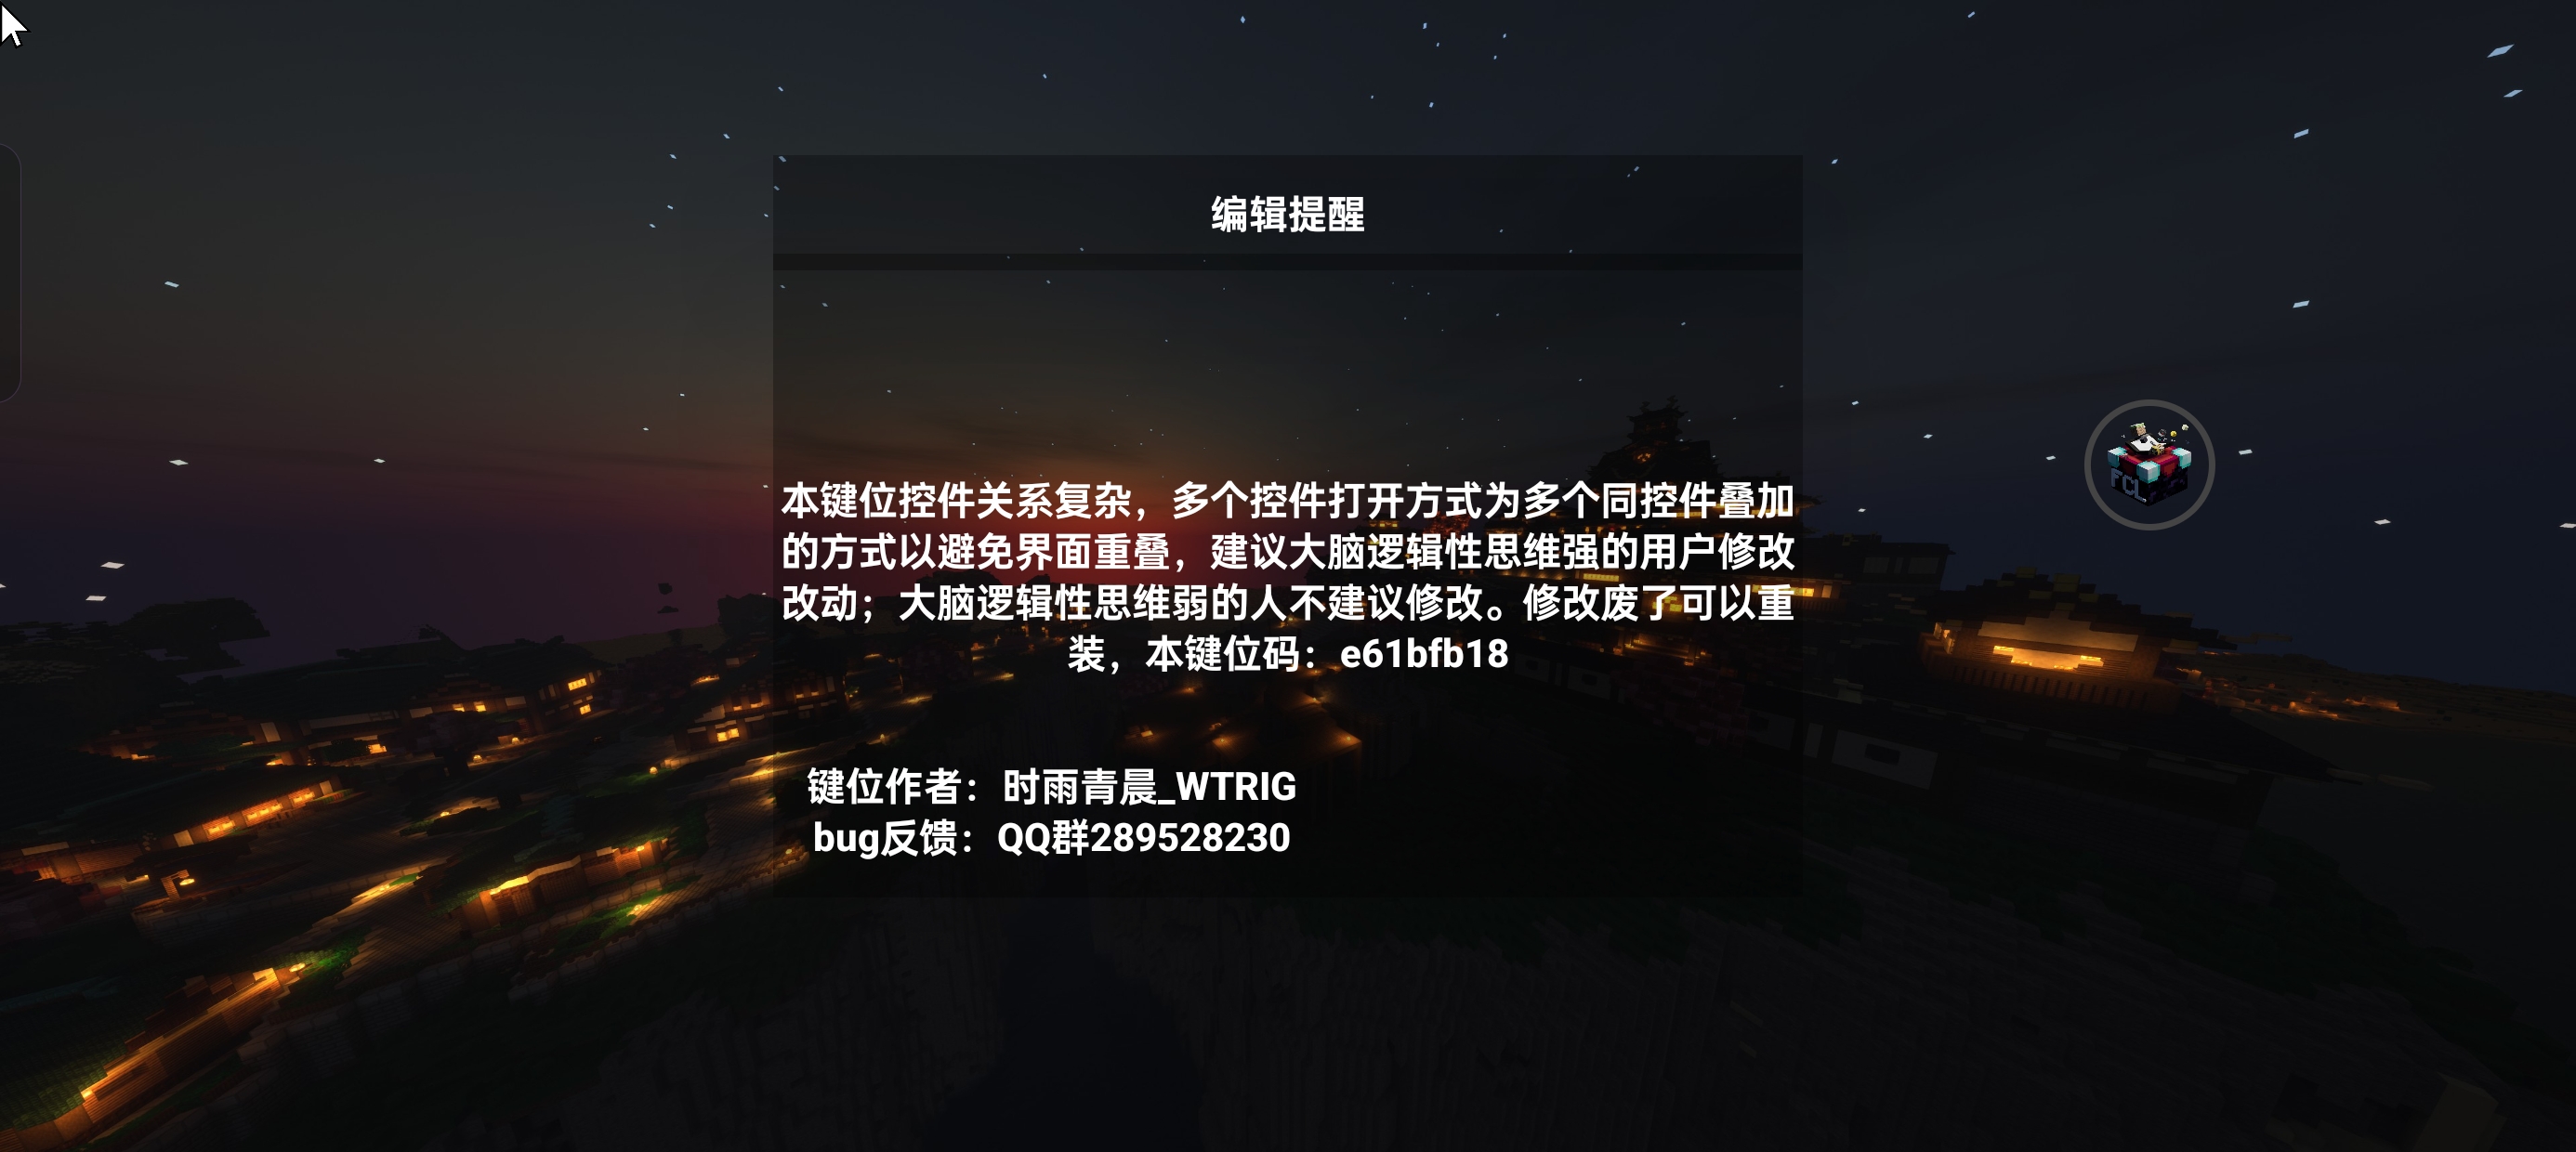 编辑提醒
本键位控件关系复杂，多个控件打开方式为多个同控件叠加
的方式以避免界面重叠，建议大脑逻辑性思维强的用户修改
改动；大脑逻辑性思维弱的人不建议修改。修改废了可以重
装，本键位码：e61bfb18
FCL
键位作者：时雨青晨_WTRIG
bug反馈：QQ群289528230